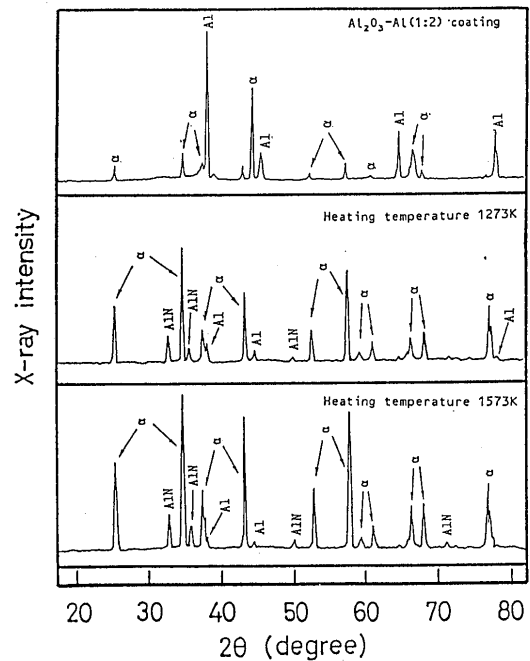 Al₂O₃-Al(1:2) coating
Al
α
α
α
Al
α
α
Al
α
Al
Heating temperature 1273K
α
AlN
AlN
α
Al
Al
AlN
α
α
α
α
Al
Heating temperature 1573K
α
AlN
AlN
α
Al
Al
AlN
α
α
α
AlN
α
X-ray intensity
20 30 40 50 60 70 80
2θ (degree)